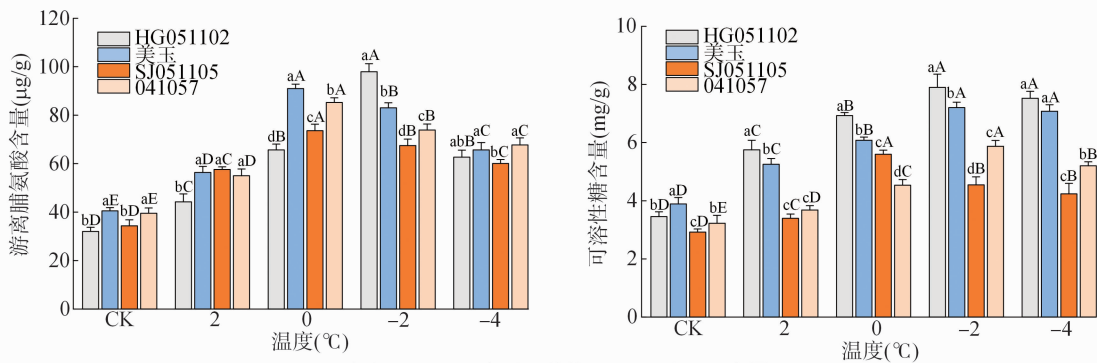 120
100
80
60
40
20
0
游离脯氨酸含量(μg/g)
HG051102
美玉
SJ051105
041057
bD aE bD aE
bC aD aC aD
dB aA cA bA
aA bB dB cB
abB aC bC aC
CK 2 0 −2 −4
温度(℃)
10
8
6
4
2
0
可溶性糖含量(mg/g)
HG051102
美玉
SJ051105
041057
bD aD cD bE
aC bC cC cD
aB bB cA dC
aA bA dB cA
aA aA cB bB
CK 2 0 −2 −4
温度(℃)